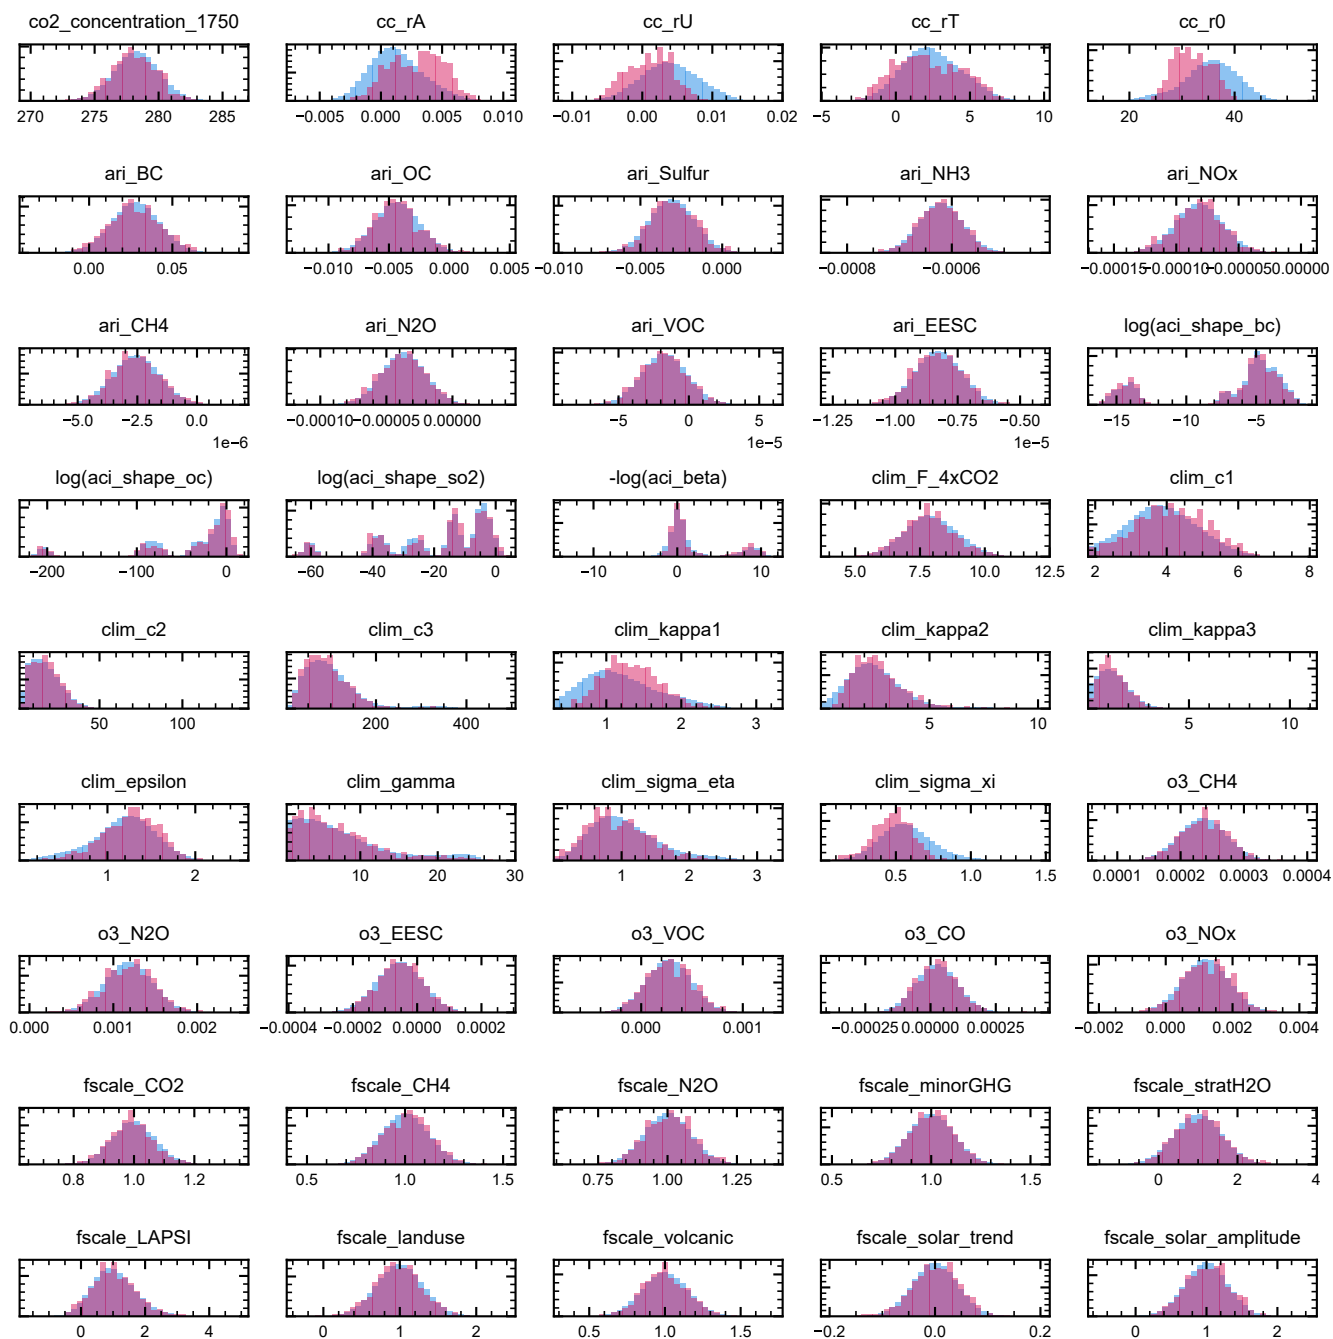 co2_concentration_1750 cc_rA cc_rU cc_rT cc_r0
270 275 280 285 −0.005 0.000 0.005 0.010 −0.01 0.00 0.01 0.02 −5 0 5 10 20 40
ari_BC ari_OC ari_Sulfur ari_NH3 ari_NOx
0.00 0.05 −0.010 −0.005 0.000 0.005 −0.010 −0.005 0.000 −0.0008 −0.0006 −0.00015 −0.00010 −0.00005 0.00000
ari_CH4 ari_N2O ari_VOC ari_EESC log(aci_shape_bc)
−5.0 −2.5 0.0 −0.00010 −0.00005 0.00000 −5 0 5 −12.5 −10.0 −7.5 −5.0 −15 −10 −5
1e−6 1e−5 1e−5
log(aci_shape_oc) log(aci_shape_so2) -log(aci_beta) clim_F_4xCO2 clim_c1
−200 −100 0 −60 −40 −20 0 −10 0 10 5.0 7.5 10.0 12.5 2 4 6 8
clim_c2 clim_c3 clim_kappa1 clim_kappa2 clim_kappa3
50 100 200 400 1 2 3 5 10 5 10
clim_epsilon clim_gamma clim_sigma_eta clim_sigma_xi o3_CH4
1 2 10 20 30 1 2 3 0.5 1.0 1.5 0.0001 0.0002 0.0003 0.0004
o3_N2O o3_EESC o3_VOC o3_CO o3_NOx
0.000 0.001 0.002 −0.0004 −0.0002 0.0000 0.0002 0.000 0.001 −0.00025 0.00000 0.00025 −0.002 0.000 0.002 0.004
fscale_CO2 fscale_CH4 fscale_N2O fscale_minorGHG fscale_stratH2O
0.8 1.0 1.2 0.5 1.0 1.5 0.75 1.00 1.25 0.5 1.0 1.5 0 2 4
fscale_LAPSI fscale_landuse fscale_volcanic fscale_solar_trend fscale_solar_amplitude
0 2 4 0 1 2 0.5 1.0 1.5 −0.2 0.0 0.2 0 1 2